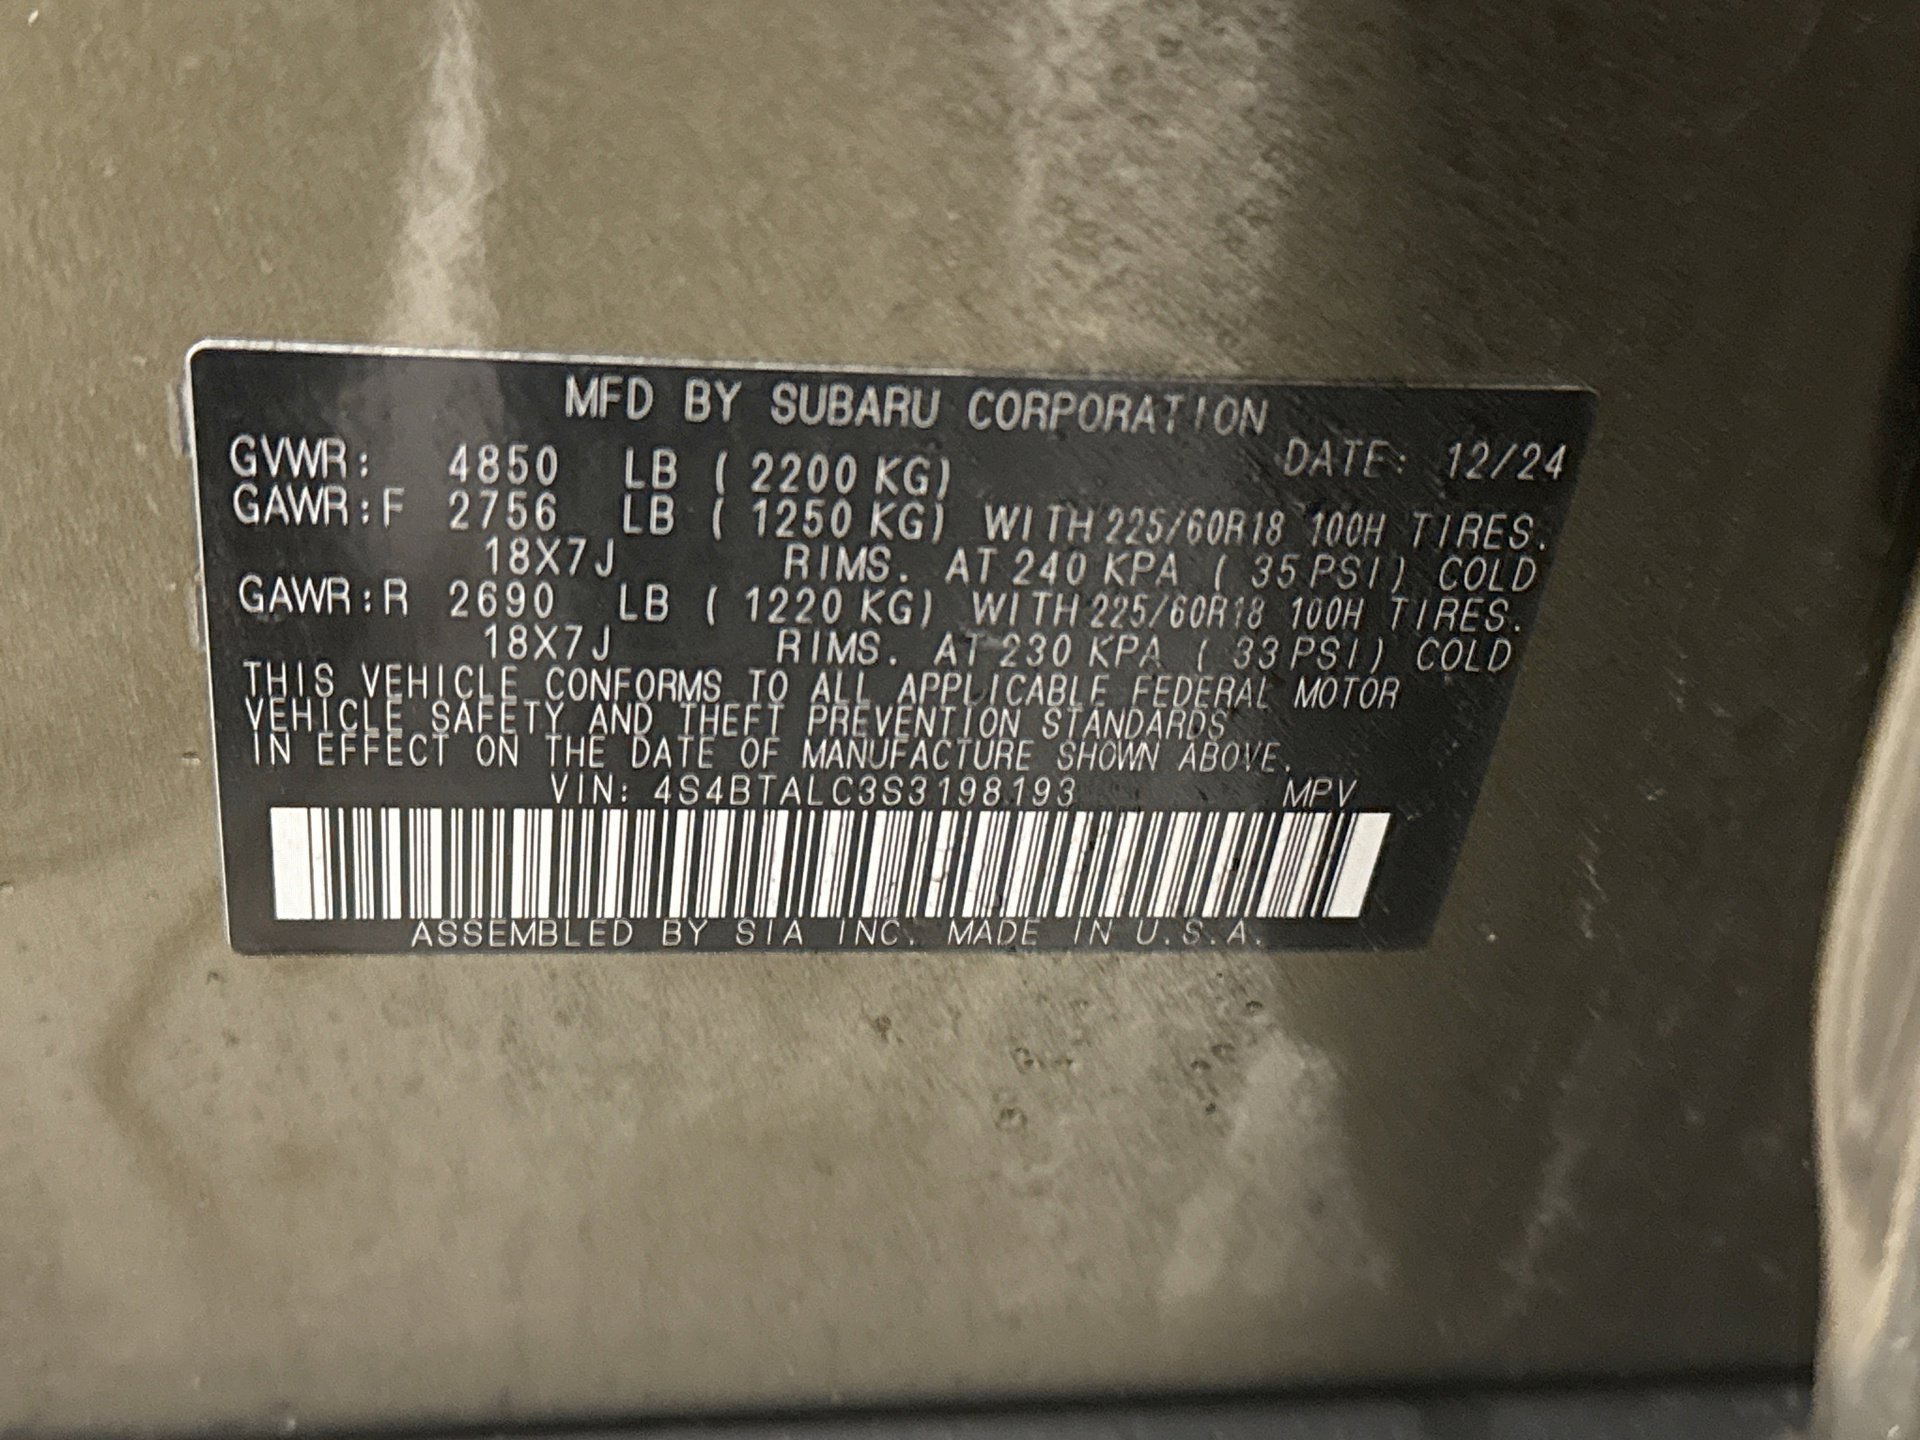 MFD BY SUBARU CORPORATION
GVWR: 4850 LB ( 2200 KG) DATE: 12/24
GAWR:F 2756 LB ( 1250 KG) WITH 225/60R18 100H TIRES.
18X7J RIMS. AT 240 KPA ( 35 PSI) COLD
GAWR:R 2690 LB ( 1220 KG) WITH 225/60R18 100H TIRES.
18X7J RIMS. AT 230 KPA ( 33 PSI) COLD
THIS VEHICLE CONFORMS TO ALL APPLICABLE FEDERAL MOTOR
VEHICLE SAFETY AND THEFT PREVENTION STANDARDS
IN EFFECT ON THE DATE OF MANUFACTURE SHOWN ABOVE.
VIN: 4S4BTALC3S3198193 MPV
ASSEMBLED BY SIA INC. MADE IN U.S.A.